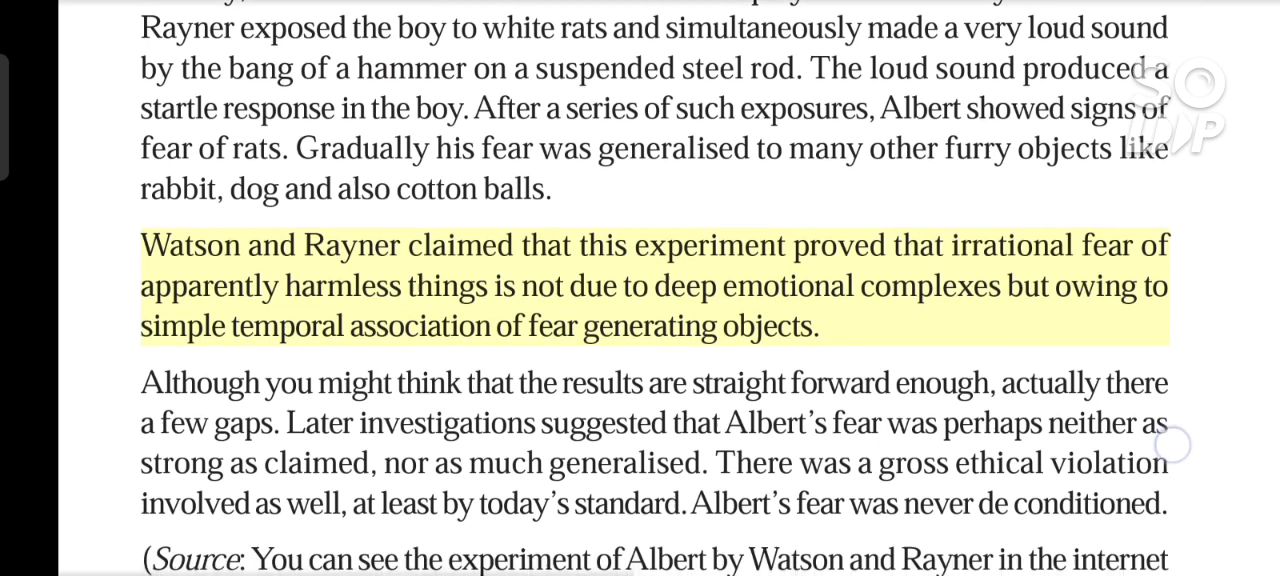 Rayner exposed the boy to white rats and simultaneously made a very loud sound
by the bang of a hammer on a suspended steel rod. The loud sound produced a
startle response in the boy. After a series of such exposures, Albert showed signs of
fear of rats. Gradually his fear was generalised to many other furry objects like
rabbit, dog and also cotton balls.
Watson and Rayner claimed that this experiment proved that irrational fear of
apparently harmless things is not due to deep emotional complexes but owing to
simple temporal association of fear generating objects.
Although you might think that the results are straight forward enough, actually there
a few gaps. Later investigations suggested that Albert's fear was perhaps neither as
strong as claimed, nor as much generalised. There was a gross ethical violation
involved as well, at least by today's standard. Albert's fear was never de conditioned.
(Source: You can see the experiment of Albert by Watson and Rayner in the internet